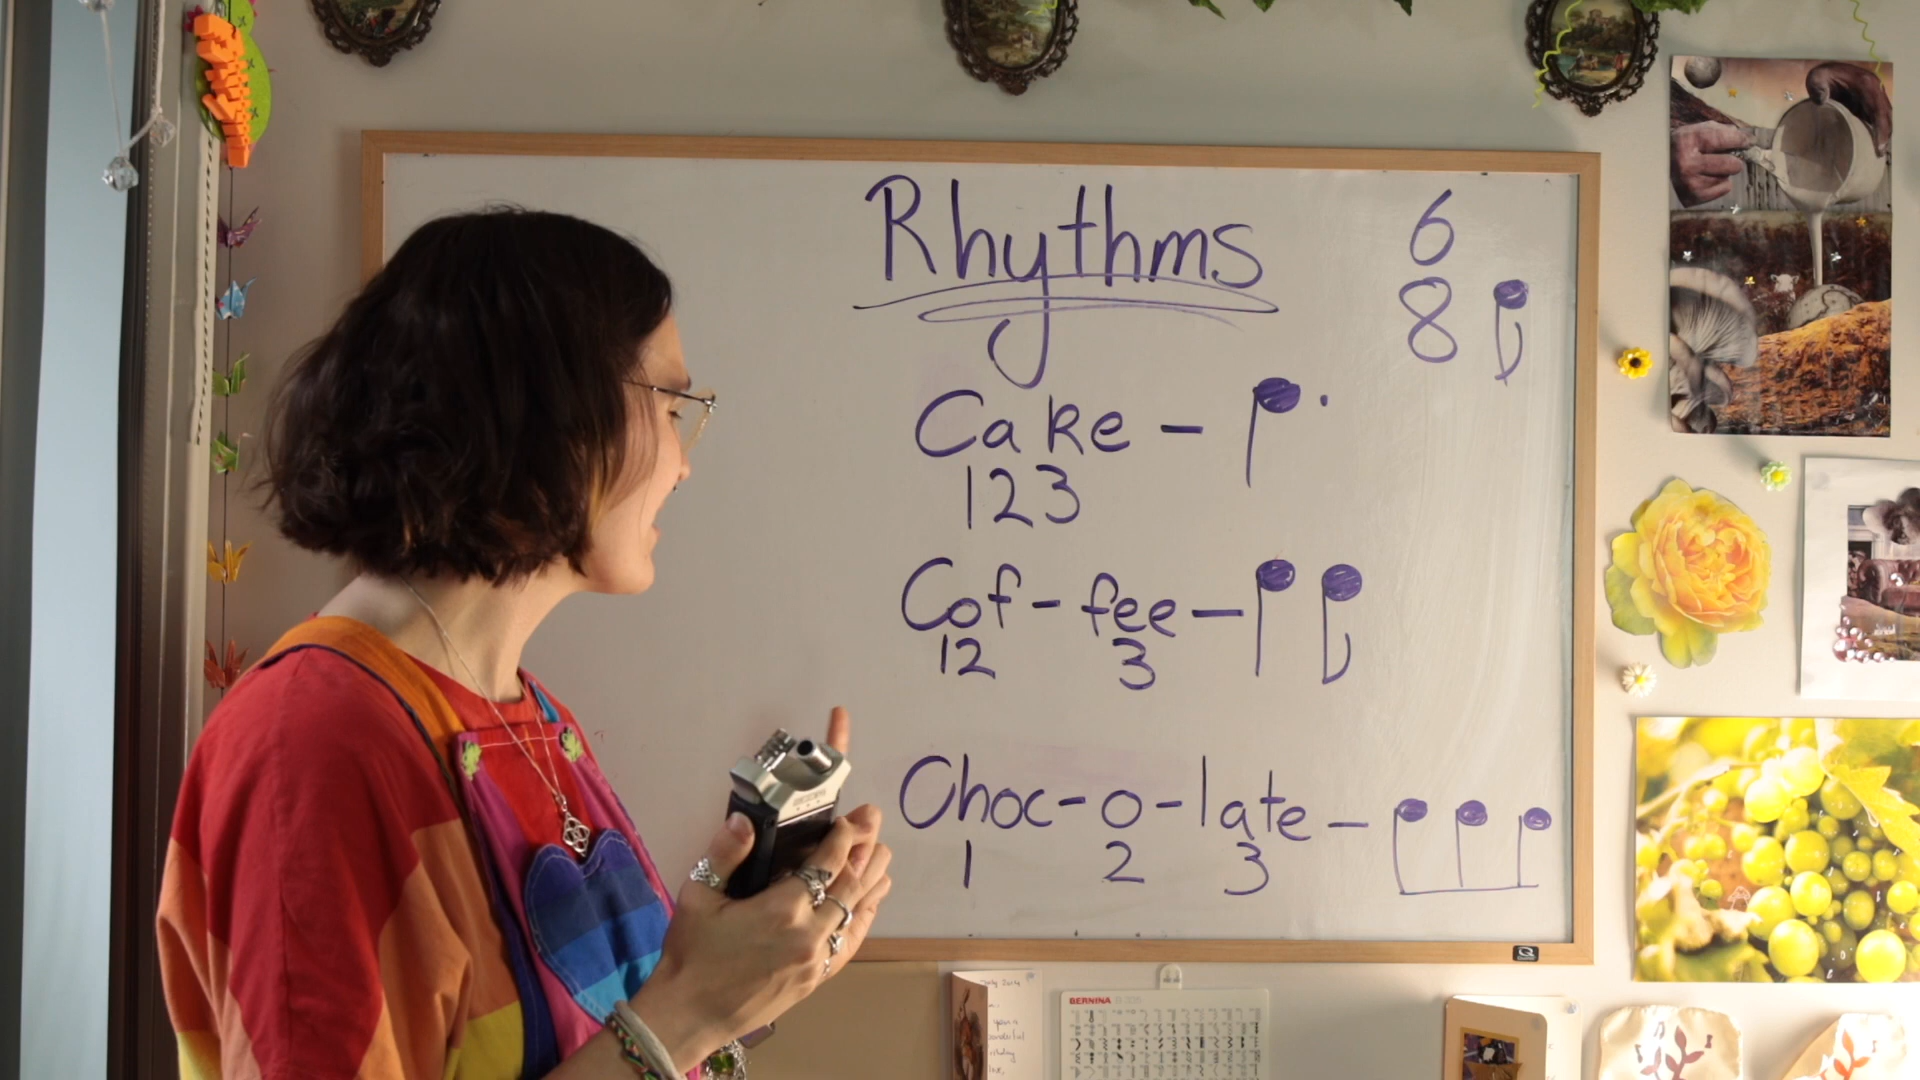 Rhythms
6
8
Cake -
123
Cof - fee -
12 3
Choc - o - late -
1 2 3
BERNINA